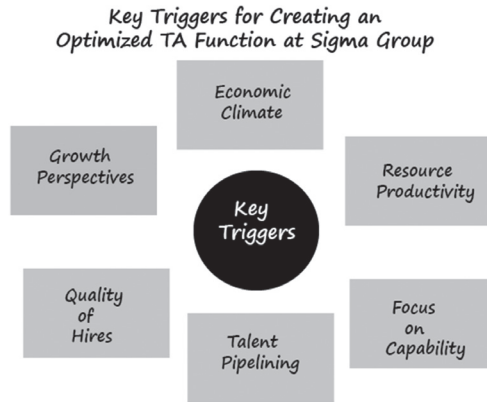 Key Triggers for Creating an
Optimized TA Function at Sigma Group
Economic
Climate
Growth
Perspectives
Resource
Productivity
Key
Triggers
Quality
of
Hires
Focus
on
Capability
Talent
Pipelining